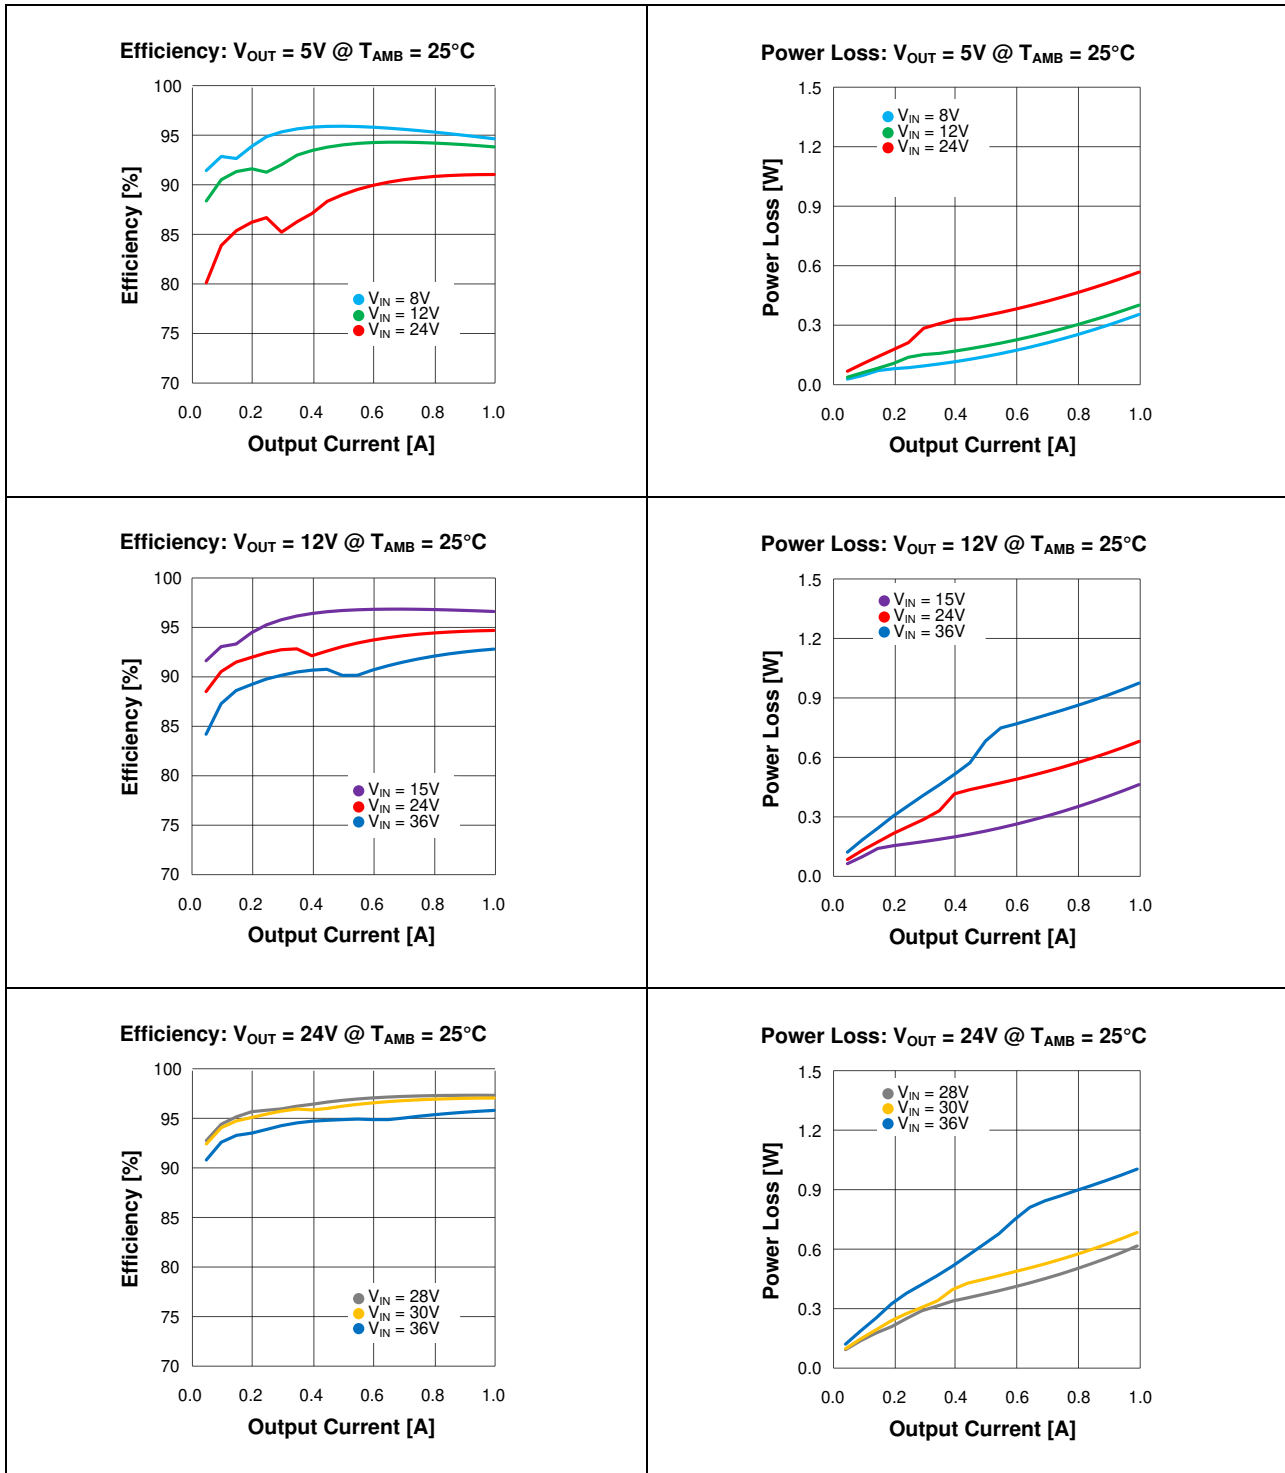 Efficiency: VOUT = 5V @ TAMB = 25°C
100
95
90
85
80
75
70
Efficiency [%]
VIN = 8V
VIN = 12V
VIN = 24V
0.0 0.2 0.4 0.6 0.8 1.0
Output Current [A]
Power Loss: VOUT = 5V @ TAMB = 25°C
1.5
1.2
0.9
0.6
0.3
0.0
Power Loss [W]
VIN = 8V
VIN = 12V
VIN = 24V
0.0 0.2 0.4 0.6 0.8 1.0
Output Current [A]
Efficiency: VOUT = 12V @ TAMB = 25°C
100
95
90
85
80
75
70
Efficiency [%]
VIN = 15V
VIN = 24V
VIN = 36V
0.0 0.2 0.4 0.6 0.8 1.0
Output Current [A]
Power Loss: VOUT = 12V @ TAMB = 25°C
1.5
1.2
0.9
0.6
0.3
0.0
Power Loss [W]
VIN = 15V
VIN = 24V
VIN = 36V
0.0 0.2 0.4 0.6 0.8 1.0
Output Current [A]
Efficiency: VOUT = 24V @ TAMB = 25°C
100
95
90
85
80
75
70
Efficiency [%]
VIN = 28V
VIN = 30V
VIN = 36V
0.0 0.2 0.4 0.6 0.8 1.0
Output Current [A]
Power Loss: VOUT = 24V @ TAMB = 25°C
1.5
1.2
0.9
0.6
0.3
0.0
Power Loss [W]
VIN = 28V
VIN = 30V
VIN = 36V
0.0 0.2 0.4 0.6 0.8 1.0
Output Current [A]